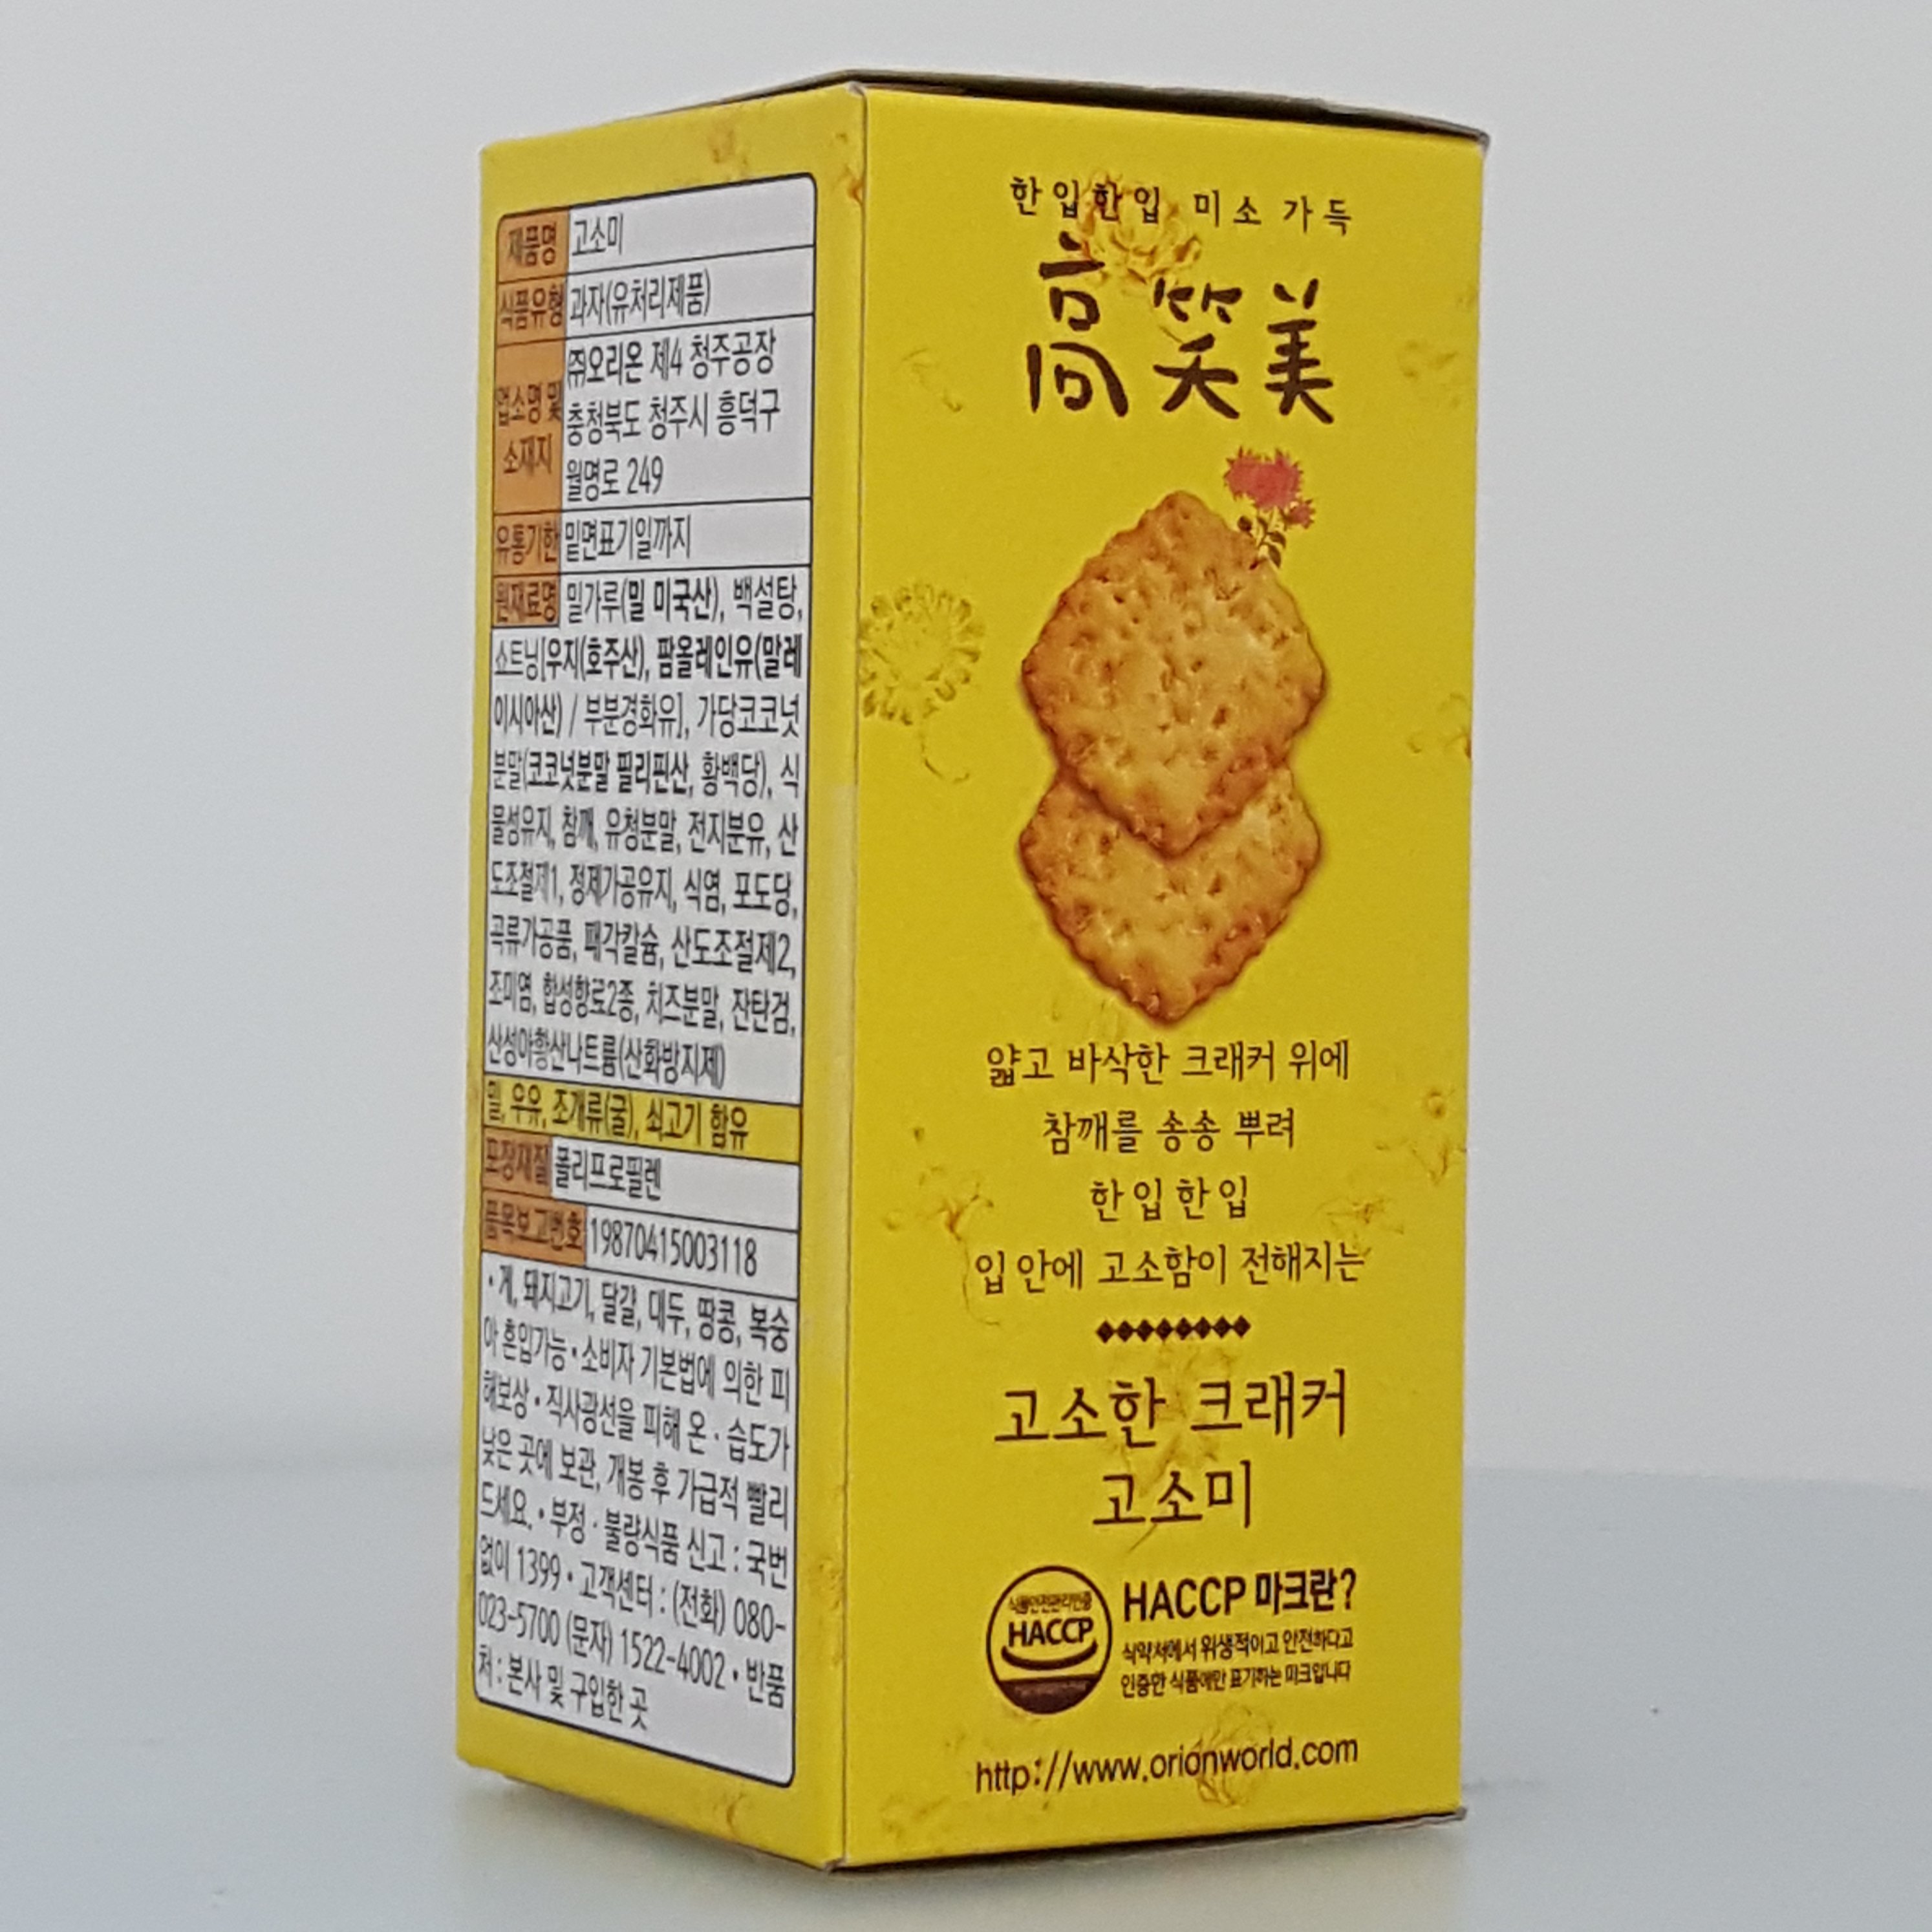 제품명 고소미
식품유형 과자(유처리제품)
업소명 및 소재지 ㈜오리온 제4 청주공장
충청북도 청주시 흥덕구
월명로 249
유통기한 밑면표기일까지
원재료명 밀가루(밀 미국산), 백설탕,
쇼트닝[우지(호주산), 팜올레인유(말레
이시아산) / 부분경화유], 가당코코넛
분말(코코넛분말 필리핀산, 황백당), 식
물성유지, 참깨, 유청분말, 전지분유, 산
도조절제1, 정제가공유지, 식염, 포도당,
곡류가공품, 패각칼슘, 산도조절제2,
조미염, 합성향료2종, 치즈분말, 잔탄검,
산성아황산나트륨(산화방지제)
밀, 우유, 조개류(굴), 쇠고기 함유
포장재질 폴리프로필렌
품목보고번호 19870415003118
• 게, 돼지고기, 달걀, 대두, 땅콩, 복숭
아 혼입가능 • 소비자 기본법에 의한 피
해보상 • 직사광선을 피해 온 · 습도가
낮은 곳에 보관, 개봉 후 가급적 빨리
드세요. • 부정 · 불량식품 신고 : 국번
없이 1399 • 고객센터 : (전화) 080-
023-5700 (문자) 1522-4002 • 반품
처 : 본사 및 구입한 곳
한입한입 미소 가득
高笑美
얇고 바삭한 크래커 위에
참깨를 송송 뿌려
한입한입
입 안에 고소함이 전해지는
고소한 크래커
고소미
식품안전관리인증
HACCP
HACCP 마크란?
식약처에서 위생적이고 안전하다고
인증한 식품에만 표기하는 마크입니다
http://www.orionworld.com